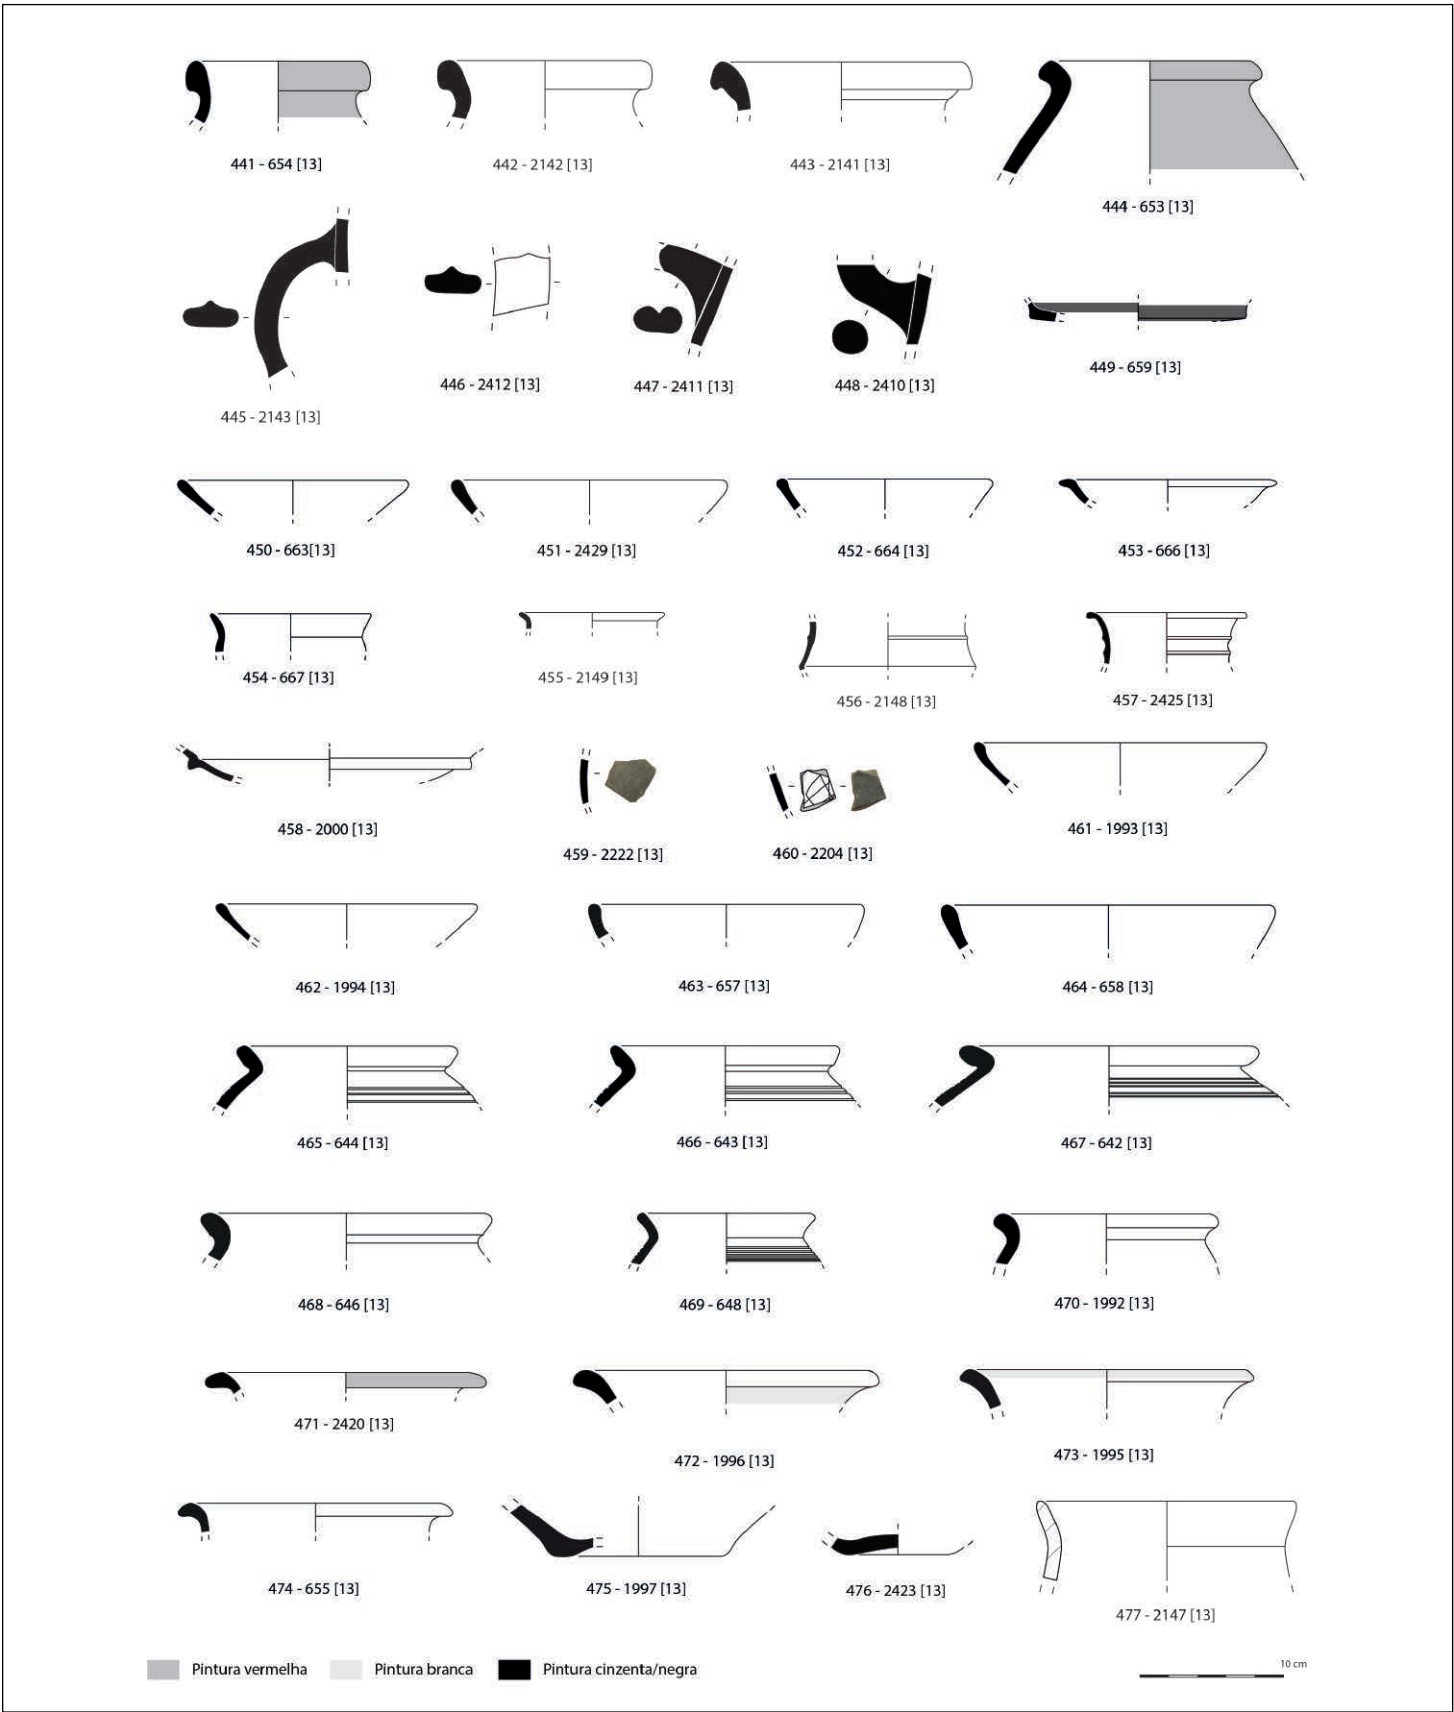 441 - 654 [13]
442 - 2142 [13]
443 - 2141 [13]
444 - 653 [13]
445 - 2143 [13]
446 - 2412 [13]
447 - 2411 [13]
448 - 2410 [13]
449 - 659 [13]
450 - 663[13]
451 - 2429 [13]
452 - 664 [13]
453 - 666 [13]
454 - 667 [13]
455 - 2149 [13]
456 - 2148 [13]
457 - 2425 [13]
458 - 2000 [13]
459 - 2222 [13]
460 - 2204 [13]
461 - 1993 [13]
462 - 1994 [13]
463 - 657 [13]
464 - 658 [13]
465 - 644 [13]
466 - 643 [13]
467 - 642 [13]
468 - 646 [13]
469 - 648 [13]
470 - 1992 [13]
471 - 2420 [13]
472 - 1996 [13]
473 - 1995 [13]
474 - 655 [13]
475 - 1997 [13]
476 - 2423 [13]
477 - 2147 [13]
Pintura vermelha
Pintura branca
Pintura cinzenta/negra
10 cm